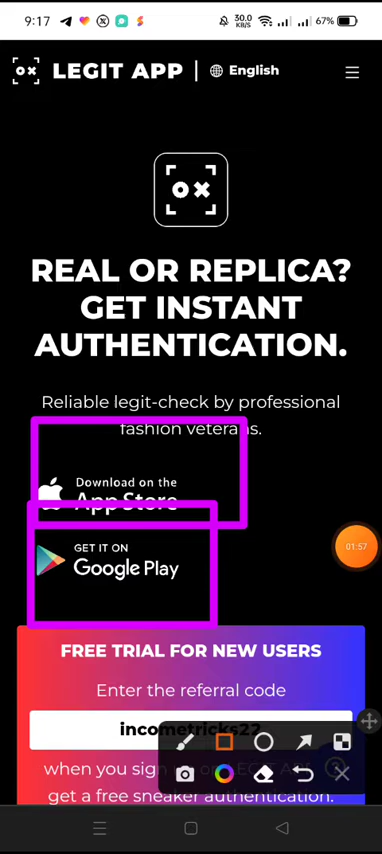 9:17
30.0
KB/S
67%
LEGIT APP | English
REAL OR REPLICA?
GET INSTANT
AUTHENTICATION.
Reliable legit-check by professional
fashion veterans.
Download on the
App Store
GET IT ON
Google Play
01:57
FREE TRIAL FOR NEW USERS
Enter the referral code
incometricks22
when you sign up
get a free sneaker authentication.